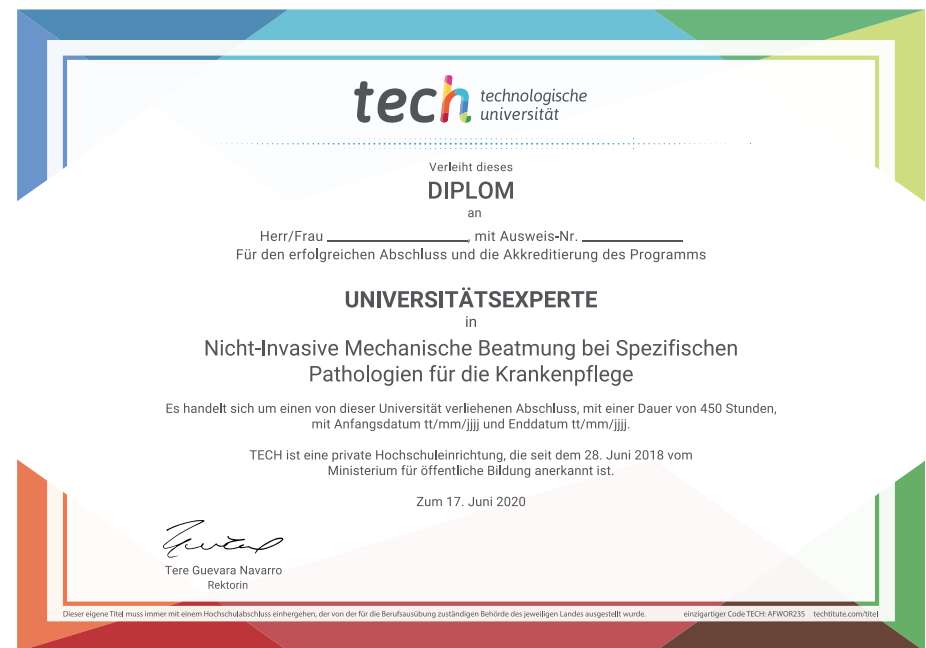 tech technologische
universität
Verleiht dieses
DIPLOM
an
Herr/Frau ____________________, mit Ausweis-Nr. ______________
Für den erfolgreichen Abschluss und die Akkreditierung des Programms
UNIVERSITÄTSEXPERTE
in
Nicht-Invasive Mechanische Beatmung bei Spezifischen
Pathologien für die Krankenpflege
Es handelt sich um einen von dieser Universität verliehenen Abschluss, mit einer Dauer von 450 Stunden,
mit Anfangsdatum tt/mm/jjjj und Enddatum tt/mm/jjjj.
TECH ist eine private Hochschuleinrichtung, die seit dem 28. Juni 2018 vom
Ministerium für öffentliche Bildung anerkannt ist.
Zum 17. Juni 2020
Tere Guevara Navarro
Rektorin
Dieser eigene Titel muss immer mit einem Hochschulabschluss einhergehen, der von der für die Berufsausübung zuständigen Behörde des jeweiligen Landes ausgestellt wurde. einzigartiger Code TECH: AFWOR235 techtitute.com/titel